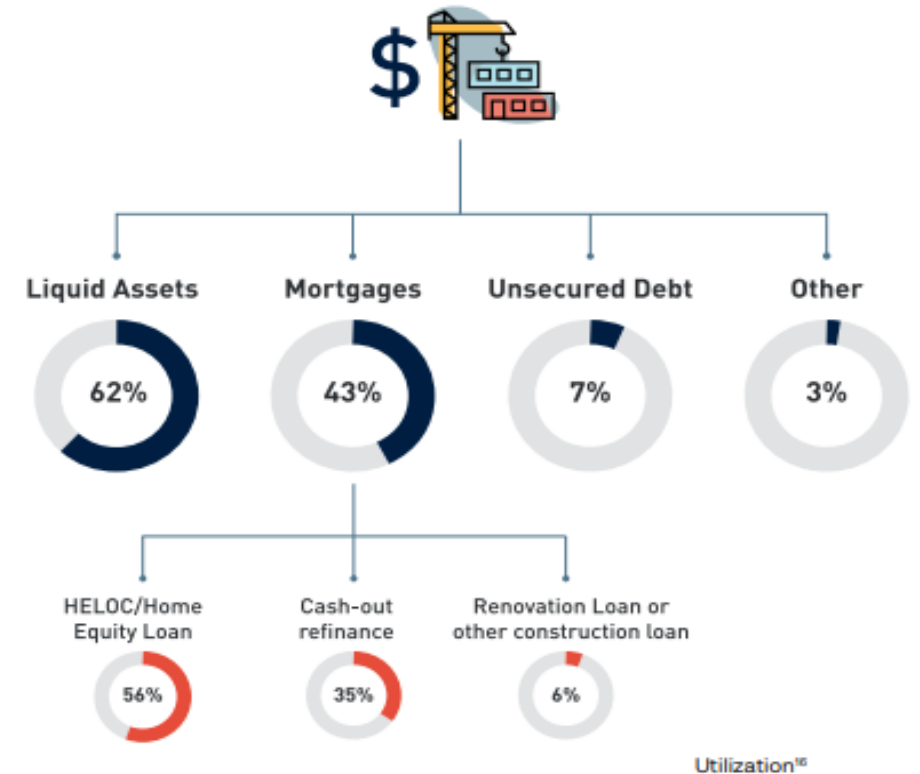 $
Liquid Assets
Mortgages
Unsecured Debt
Other
62%
43%
7%
3%
HELOC/Home
Equity Loan
Cash-out
refinance
Renovation Loan or
other construction loan
56%
35%
6%
Utilization¹⁶